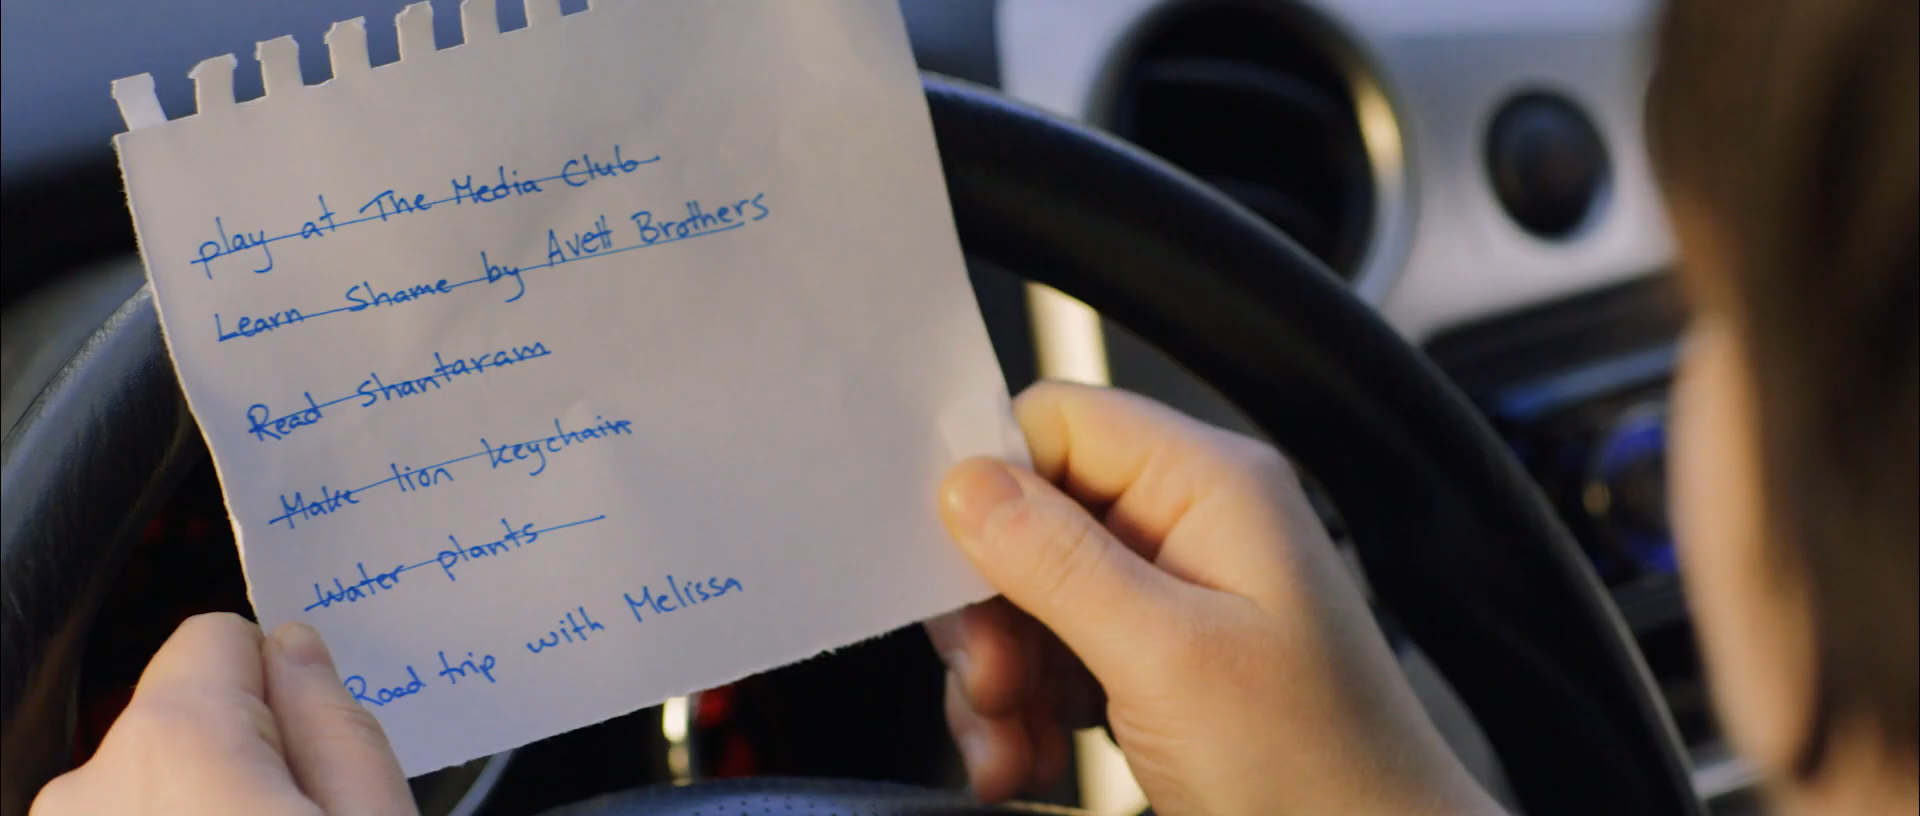 play at The Media Club
Learn Shame by Avett Brothers
Read Shantaram
Make lion keychain
Water plants
Road trip with Melissa